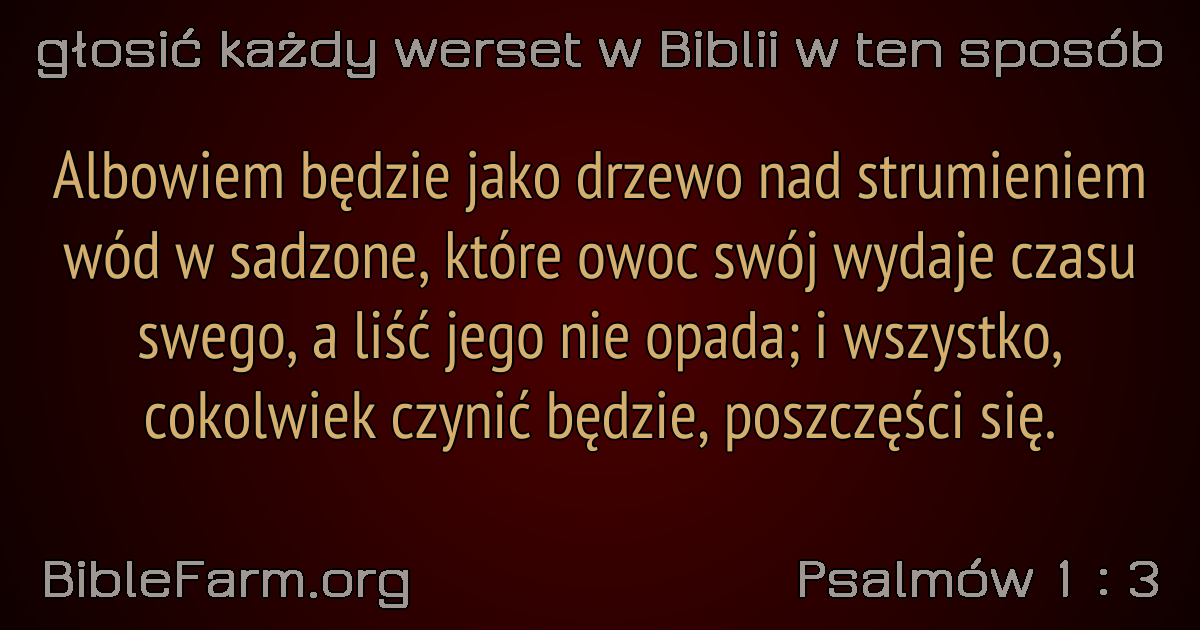 głosić każdy werset w Biblii w ten sposób
Albowiem będzie jako drzewo nad strumieniem
wód w sadzone, które owoc swój wydaje czasu
swego, a liść jego nie opada; i wszystko,
cokolwiek czynić będzie, poszczęści się.
BibleFarm.org
Psalmów 1 : 3